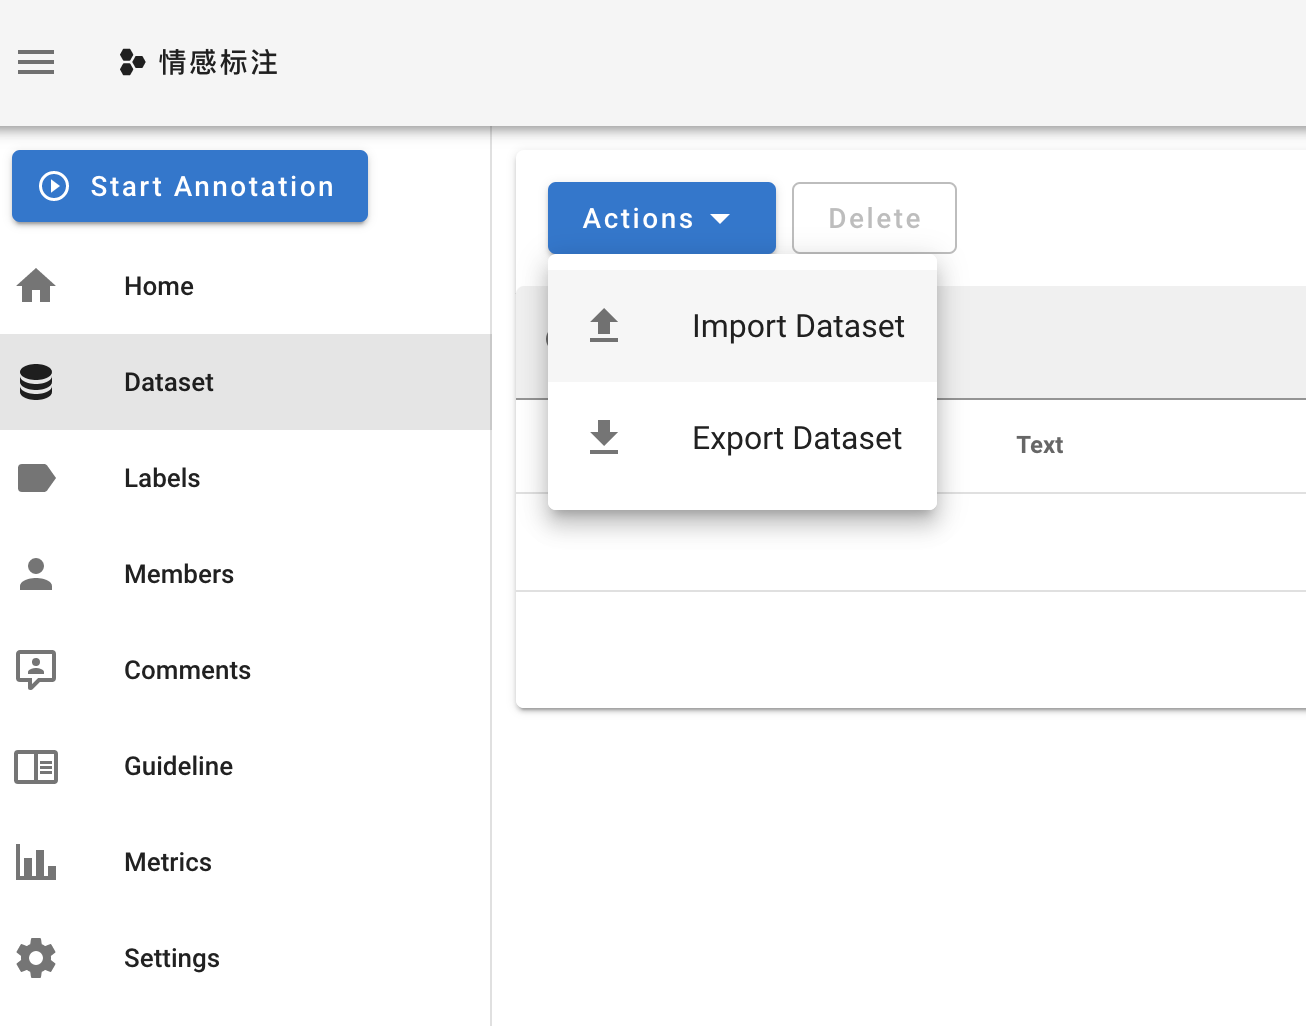 情感标注
Start Annotation
Home
Dataset
Labels
Members
Comments
Guideline
Metrics
Settings
Actions
Delete
Import Dataset
Export Dataset
Text